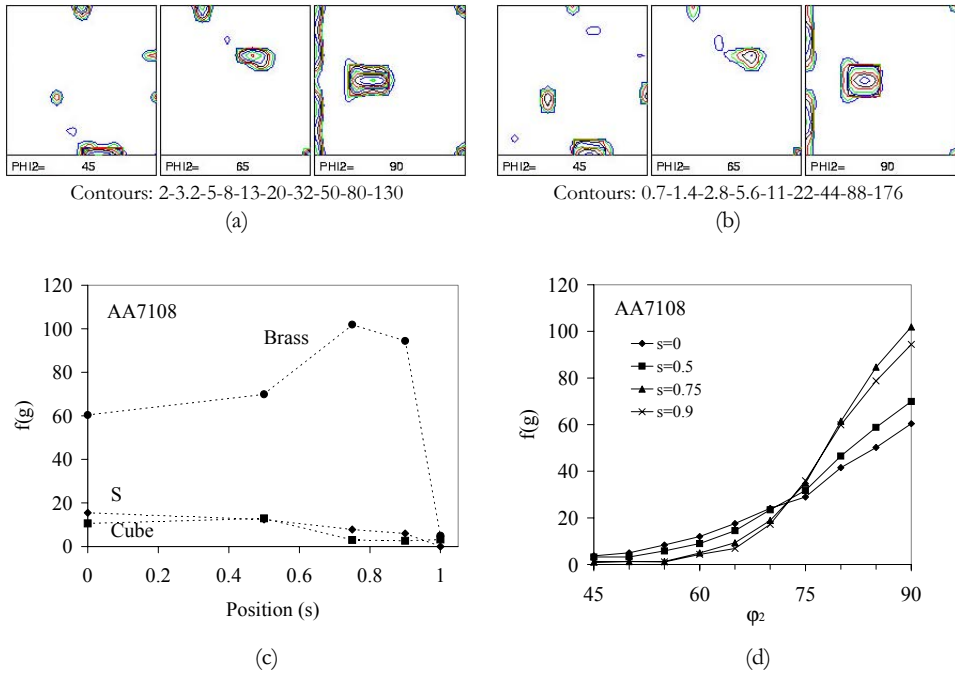 PHI2= 45 PHI2= 65 PHI2= 90
Contours: 2-3.2-5-8-13-20-32-50-80-130
(a)
PHI2= 45 PHI2= 65 PHI2= 90
Contours: 0.7-1.4-2.8-5.6-11-22-44-88-176
(b)
AA7108
Brass
S
Cube
f(g)
120
100
80
60
40
20
0
0 0.2 0.4 0.6 0.8 1
Position (s)
(c)
AA7108
s=0
s=0.5
s=0.75
s=0.9
f(g)
120
100
80
60
40
20
0
45 60 75 90
φ2
(d)